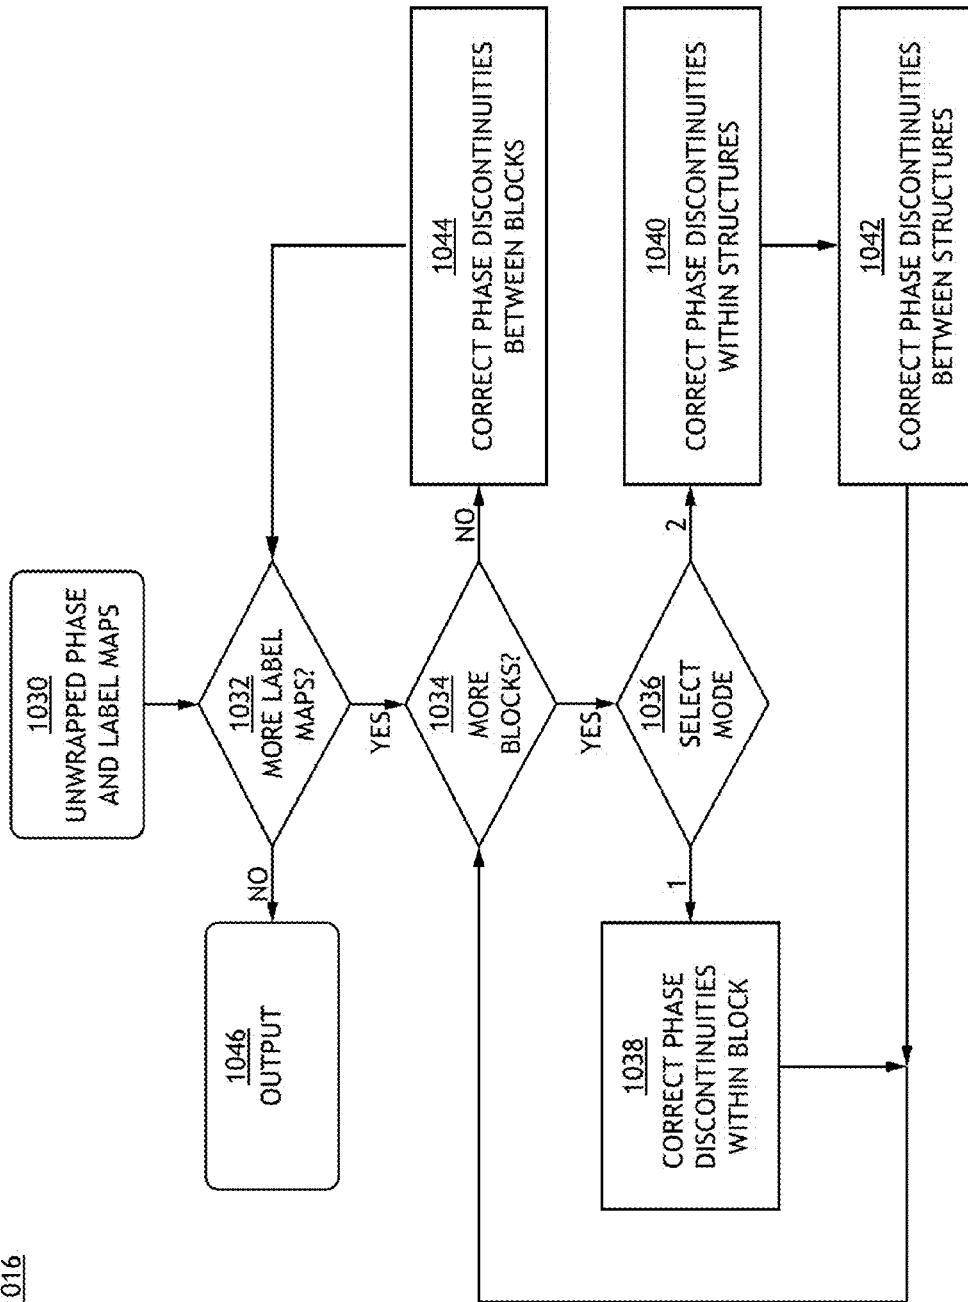 016
1030
UNWRAPPED PHASE
AND LABEL MAPS
1032
MORE LABEL
MAPS?
NO
YES
1046
OUTPUT
1034
MORE
BLOCKS?
NO
YES
1044
CORRECT PHASE DISCONTINUITIES
BETWEEN BLOCKS
1036
SELECT
MODE
1
2
1038
CORRECT PHASE
DISCONTINUITIES
WITHIN BLOCK
1040
CORRECT PHASE DISCONTINUITIES
WITHIN STRUCTURES
1042
CORRECT PHASE DISCONTINUITIES
BETWEEN STRUCTURES